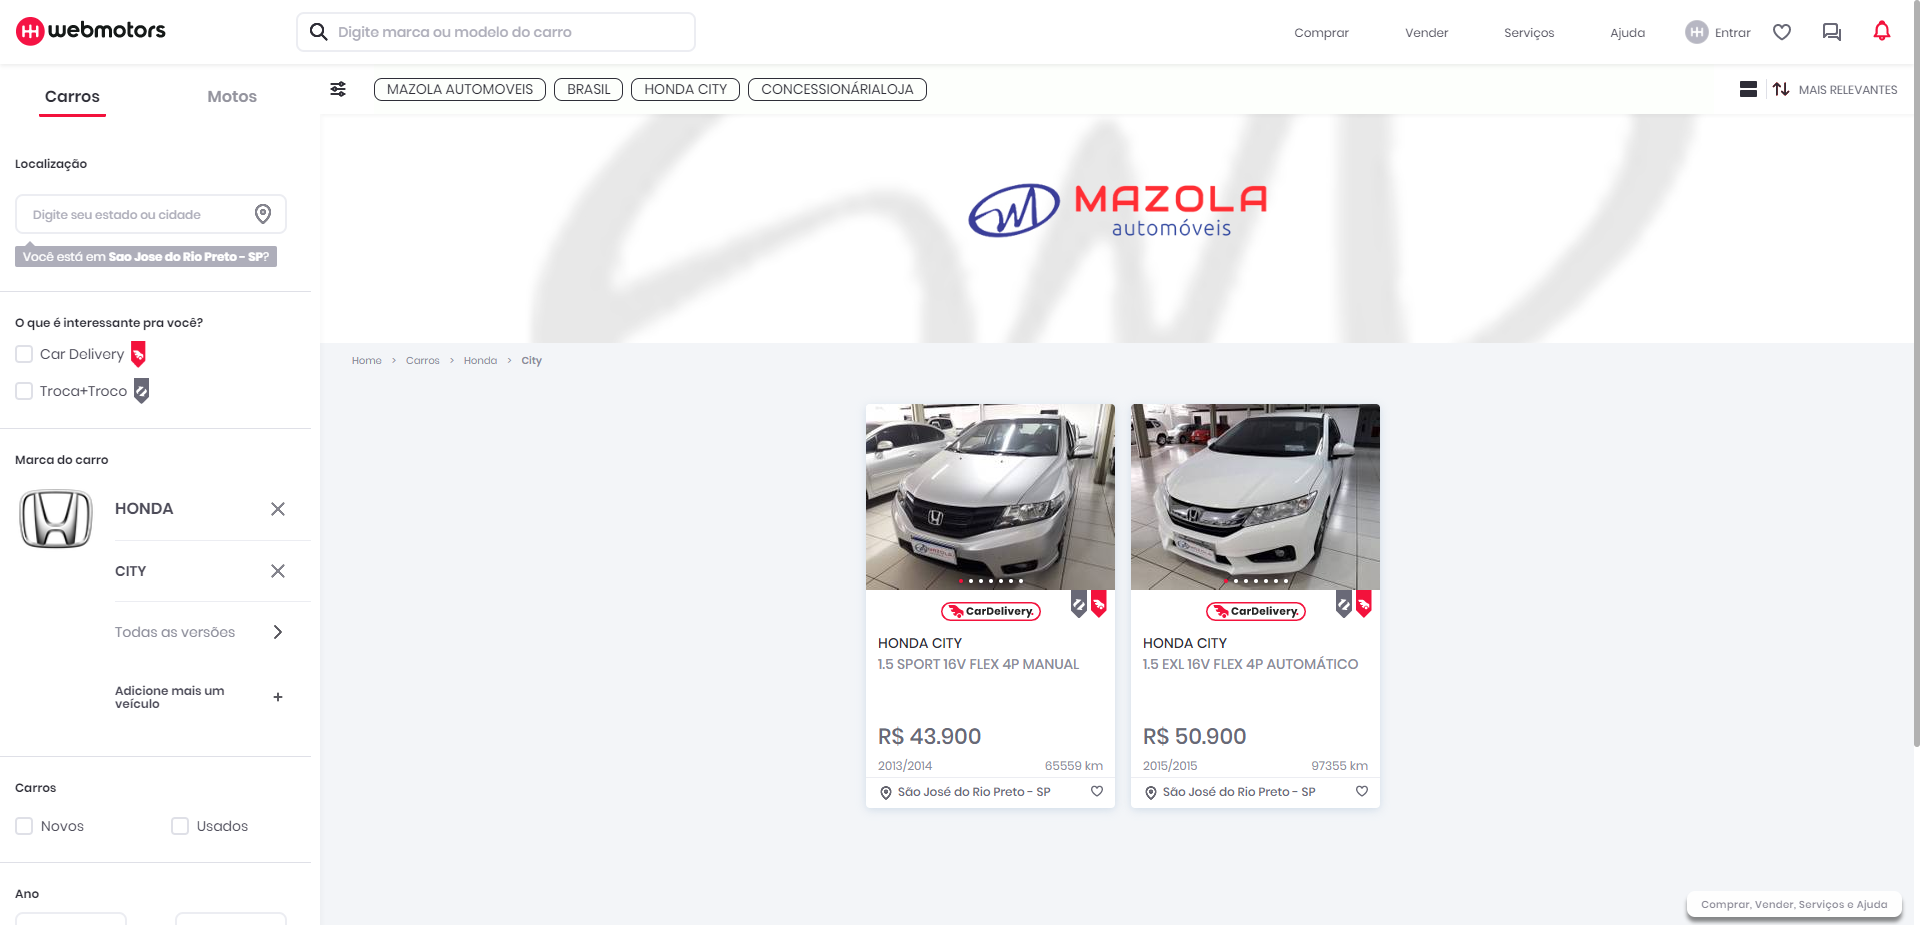 webmotors
Digite marca ou modelo do carro
Comprar
Vender
Serviços
Ajuda
Entrar
Carros
Motos
MAZOLA AUTOMOVEIS
BRASIL
HONDA CITY
CONCESSIONÁRIALOJA
MAIS RELEVANTES
Localização
Digite seu estado ou cidade
Você está em Sao Jose do Rio Preto - SP?
MAZOLA
automóveis
O que é interessante pra você?
Car Delivery
Troca+Troco
Home > Carros > Honda > City
Marca do carro
HONDA
CITY
Todas as versões
Adicione mais um
veículo
+
MAZOLA
CarDelivery.
HONDA CITY
1.5 SPORT 16V FLEX 4P MANUAL
R$ 43.900
2013/2014
65559 km
São José do Rio Preto - SP
MAZOLA
CarDelivery.
HONDA CITY
1.5 EXL 16V FLEX 4P AUTOMÁTICO
R$ 50.900
2015/2015
97355 km
São José do Rio Preto - SP
Carros
Novos
Usados
Ano
Comprar, Vender, Serviços e Ajuda